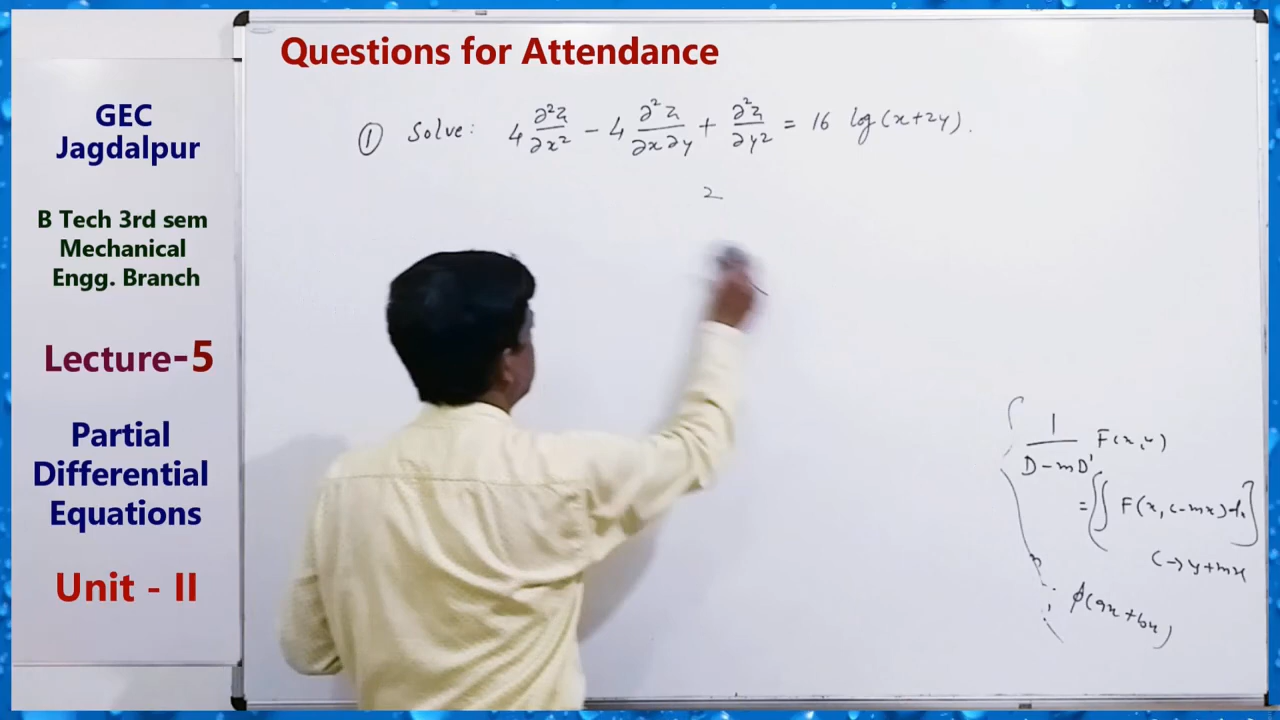 Questions for Attendance
GEC
Jagdalpur
B Tech 3rd sem
Mechanical
Engg. Branch
Lecture-5
Partial
Differential
Equations
Unit - II
① Solve: 4 ∂²z/∂x² − 4 ∂²z/∂x∂y + ∂²z/∂y² = 16 log(x+2y).
2
1/(D−mD′) F(x,y)
= [∫ F(x, c−mx) dx]
c→y+mx
φ(ax+by)